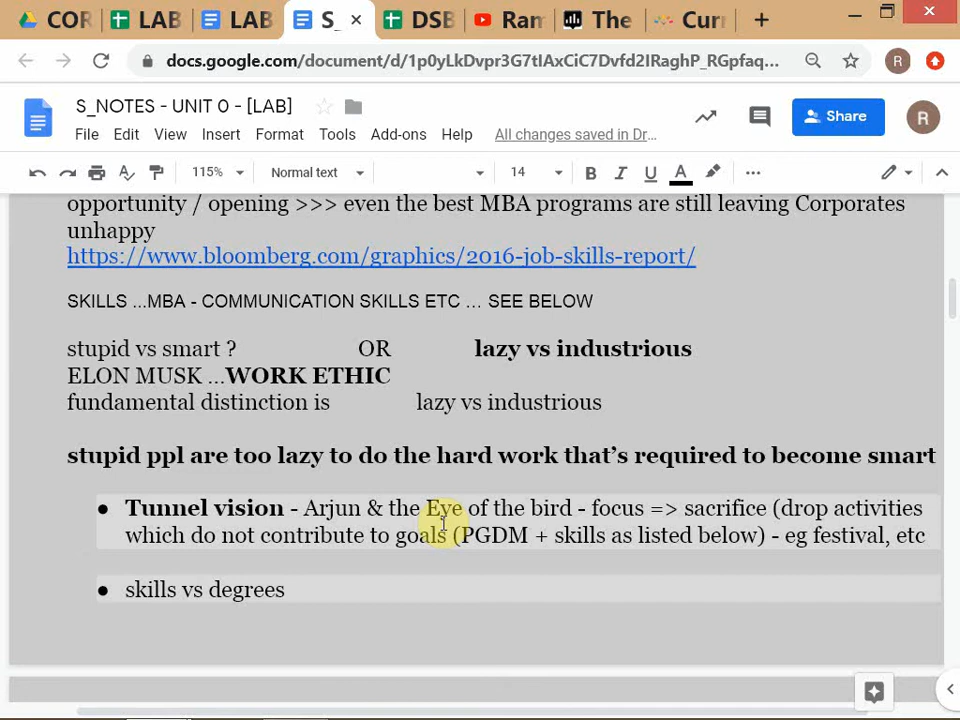 COR
LAB
LAB
S_
DSB
Ram
The
Curr
docs.google.com/document/d/1p0yLkDvpr3G7tIAxCiC7Dvfd2IRaghP_RGpfaq...
R
S_NOTES - UNIT 0 - [LAB]
Share
R
File Edit View Insert Format Tools Add-ons Help All changes saved in Dr...
115% Normal text 14 B I U A
opportunity / opening >>> even the best MBA programs are still leaving Corporates
unhappy
https://www.bloomberg.com/graphics/2016-job-skills-report/
SKILLS ...MBA - COMMUNICATION SKILLS ETC … SEE BELOW
stupid vs smart ? OR lazy vs industrious
ELON MUSK …WORK ETHIC
fundamental distinction is lazy vs industrious
stupid ppl are too lazy to do the hard work that’s required to become smart
● Tunnel vision - Arjun & the Eye of the bird - focus => sacrifice (drop activities
which do not contribute to goals (PGDM + skills as listed below) - eg festival, etc
● skills vs degrees